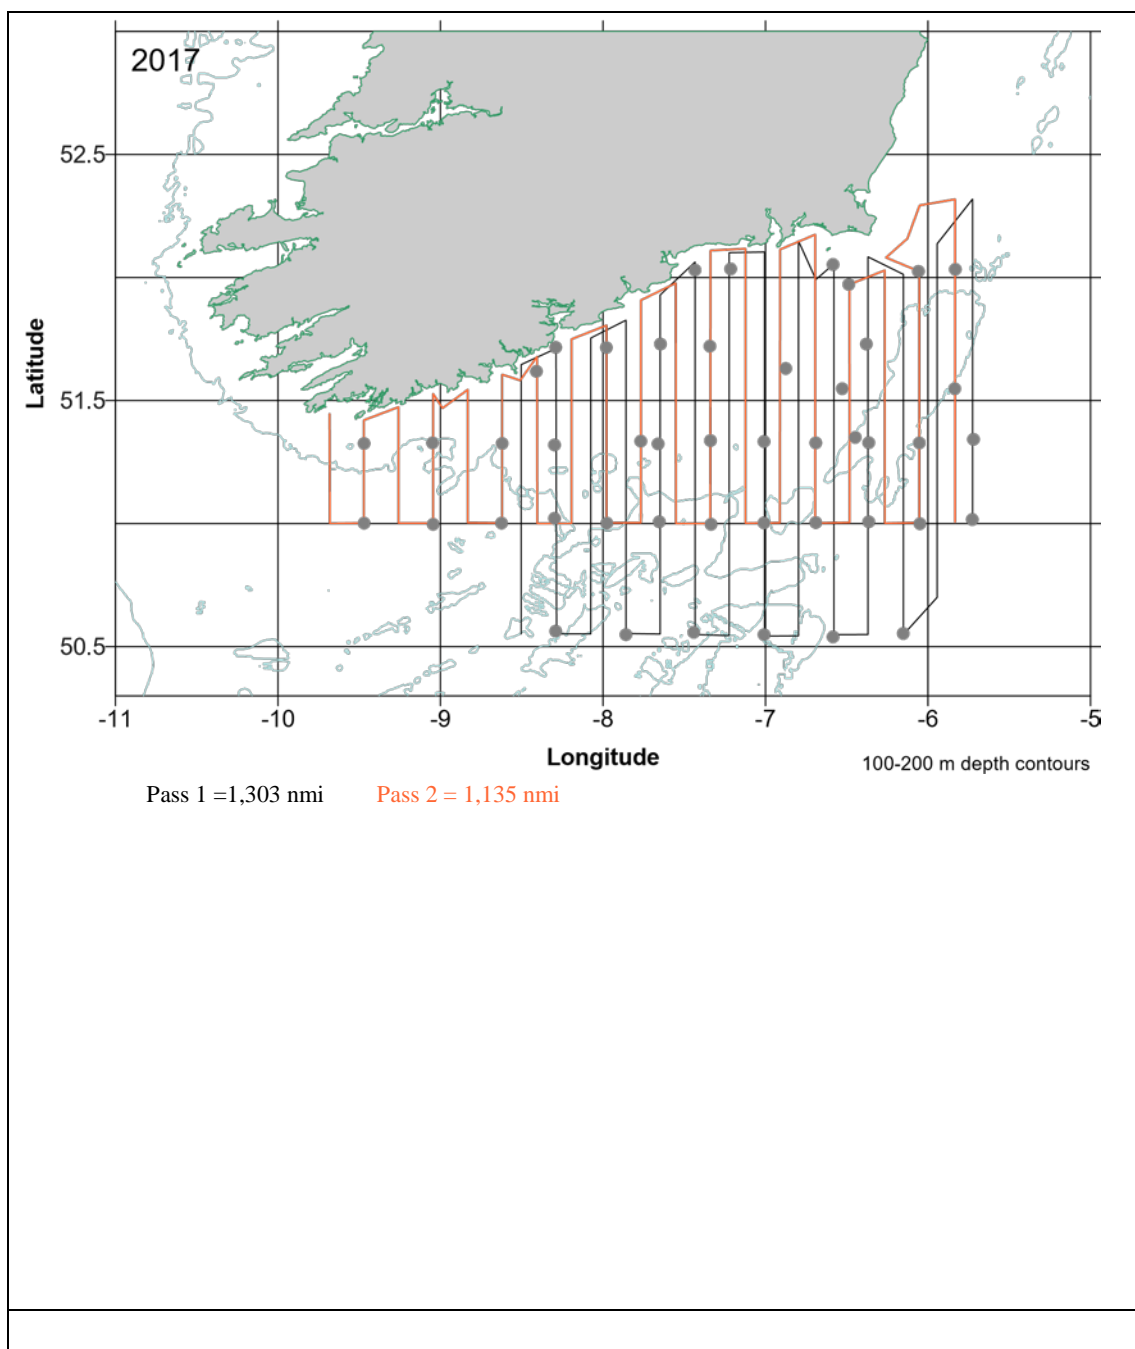 2017
52.5
51.5
50.5
Latitude
-11 -10 -9 -8 -7 -6 -5
Longitude
100-200 m depth contours
Pass 1 =1,303 nmi Pass 2 = 1,135 nmi